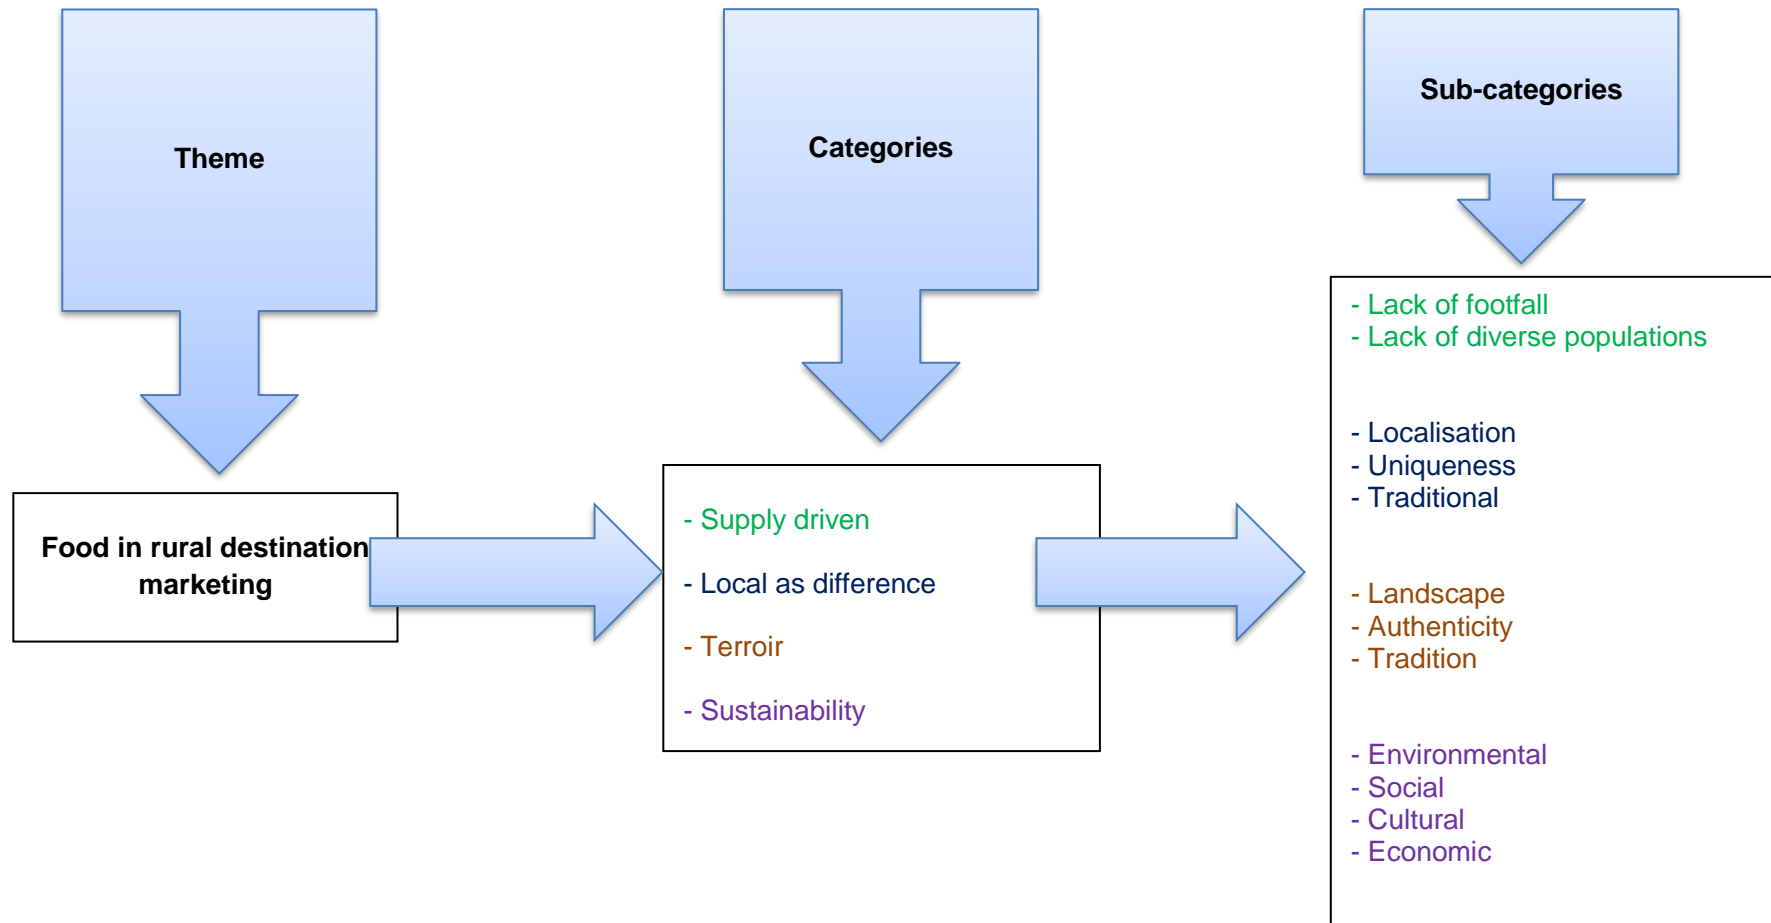 Theme
Categories
Sub-categories
Food in rural destination
marketing
- Supply driven
- Local as difference
- Terroir
- Sustainability
- Lack of footfall
- Lack of diverse populations
- Localisation
- Uniqueness
- Traditional
- Landscape
- Authenticity
- Tradition
- Environmental
- Social
- Cultural
- Economic